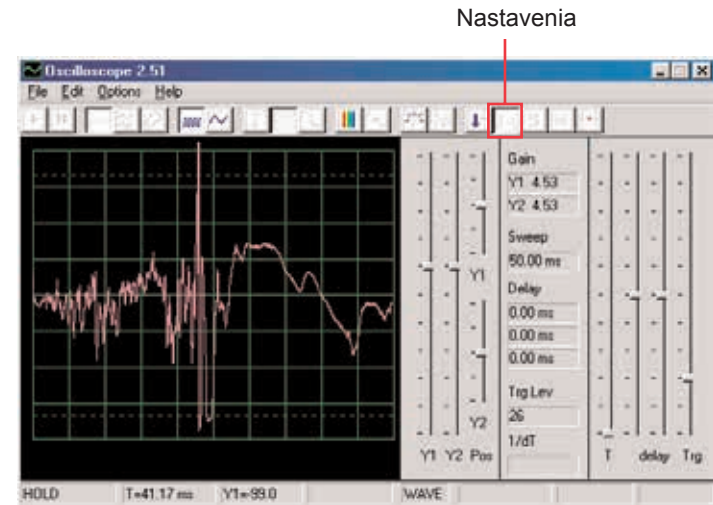 Nastavenia
Oscilloscope 2.51
File Edit Options Help
Gain
Y1 4.53
Y2 4.53
Sweep
50.00 ms
Delay
0.00 ms
0.00 ms
0.00 ms
Trg Lev
26
1/dT
Y1
Y2
Y1 Y2 Pos
T delay Trg
HOLD T=41.17 ms Y1=-99.0 WAVE